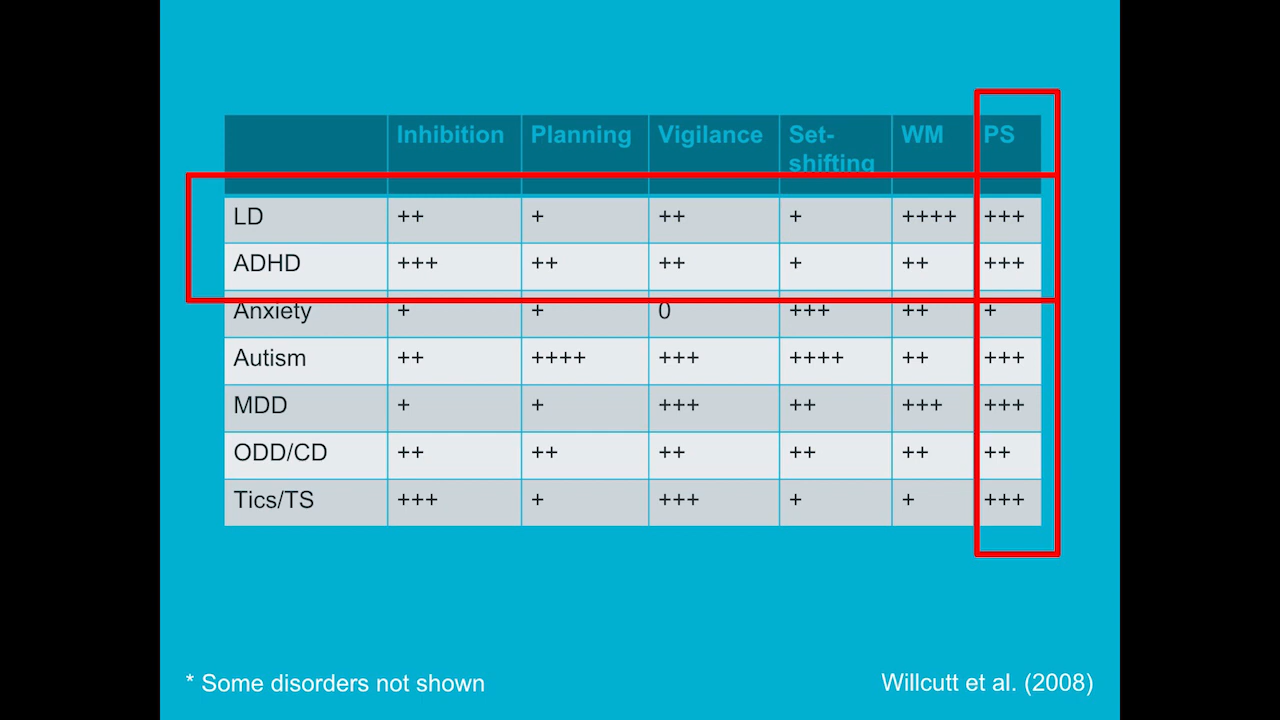 Inhibition Planning Vigilance Set-shifting WM PS
LD ++ + ++ + ++++ +++
ADHD +++ ++ ++ + ++ +++
Anxiety + + 0 +++ ++ +
Autism ++ ++++ +++ ++++ ++ +++
MDD + + +++ ++ +++ +++
ODD/CD ++ ++ ++ ++ ++ ++
Tics/TS +++ + +++ + + +++
* Some disorders not shown
Willcutt et al. (2008)